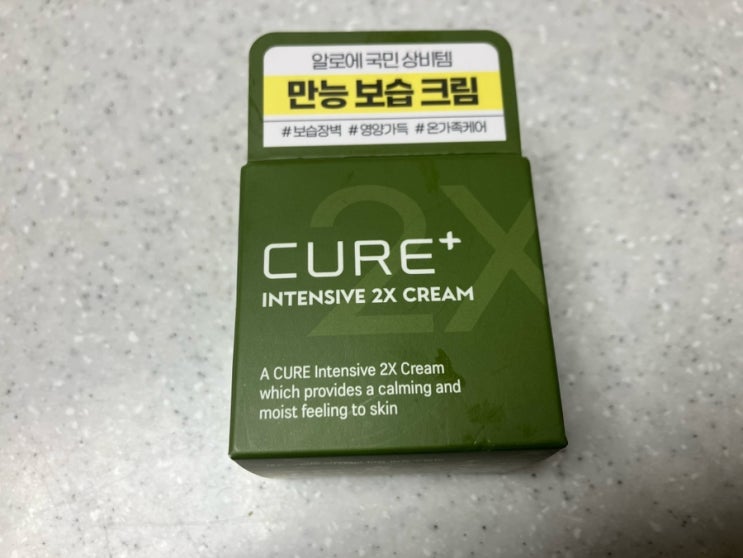 알로에 국민 상비템
만능 보습 크림
#보습장벽 #영양가득 #온가족케어
2X
CURE+
INTENSIVE 2X CREAM
A CURE Intensive 2X Cream
which provides a calming and
moist feeling to skin